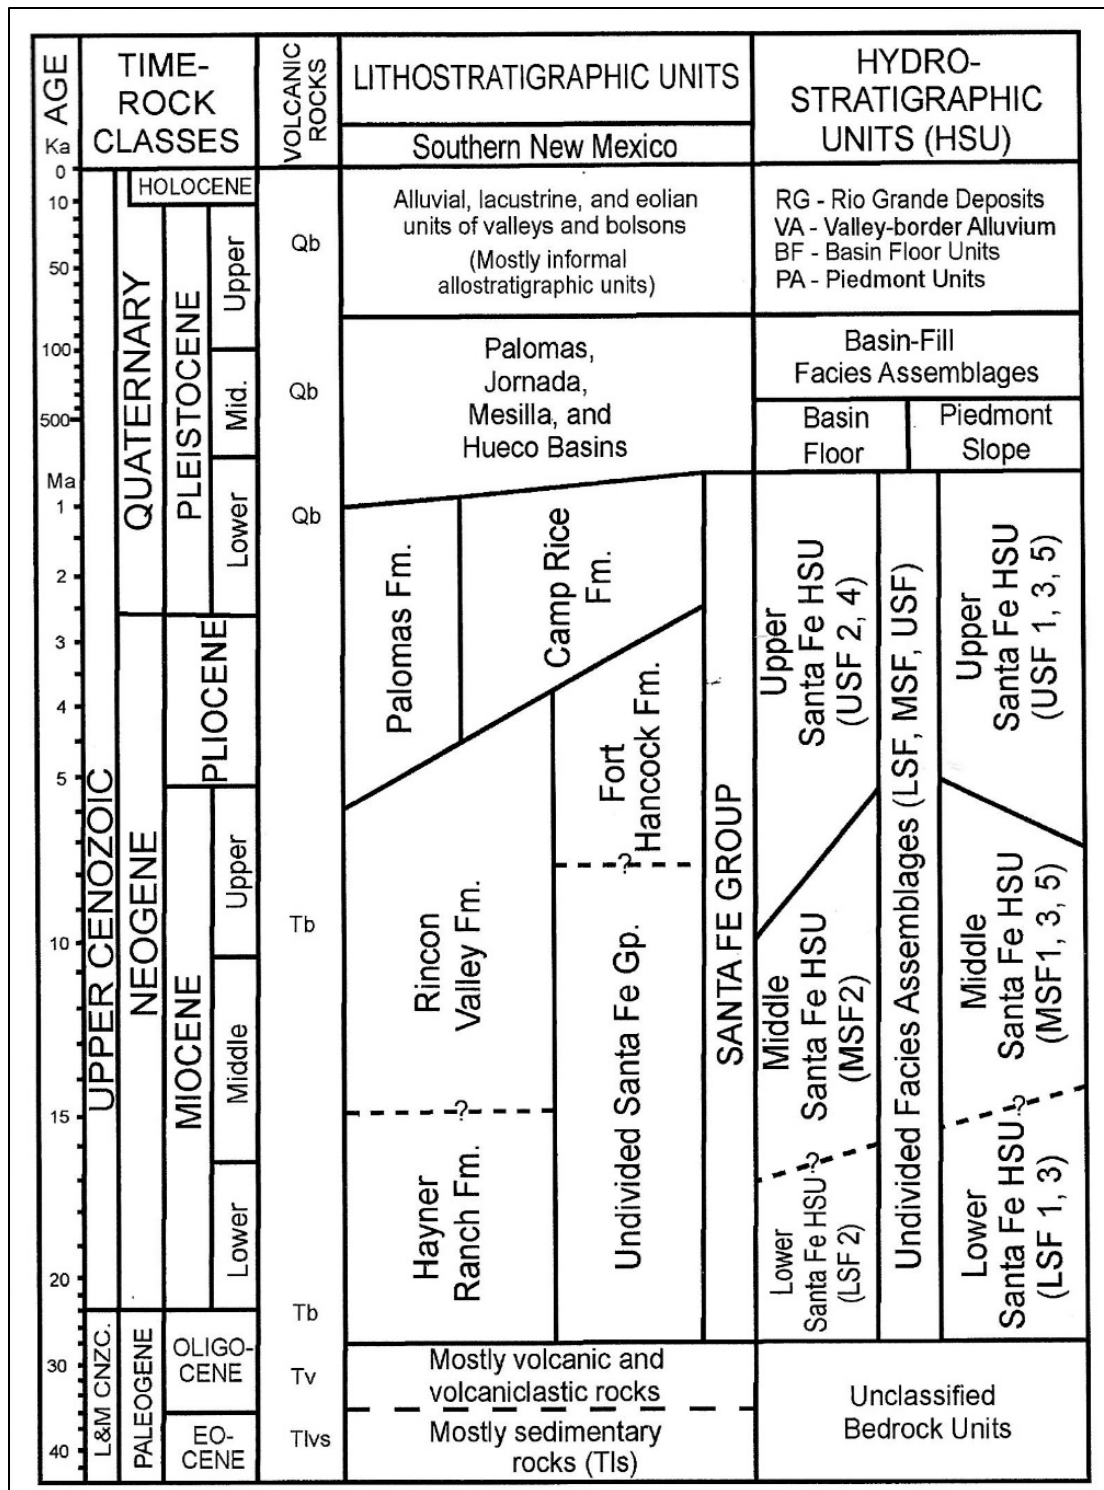 AGE
Ka
TIME-
ROCK
CLASSES
VOLCANIC
ROCKS
LITHOSTRATIGRAPHIC UNITS
Southern New Mexico
HYDRO-
STRATIGRAPHIC
UNITS (HSU)
0
10
50
100
500
Ma
1
2
3
4
5
10
15
20
30
40
UPPER CENOZOIC
L&M CNZC.
QUATERNARY
NEOGENE
PALEOGENE
HOLOCENE
PLEISTOCENE
Upper
Mid.
Lower
PLIOCENE
MIOCENE
Upper
Middle
Lower
OLIGO-
CENE
EO-
CENE
Qb
Qb
Qb
Tb
Tb
Tv
Tlvs
Alluvial, lacustrine, and eolian
units of valleys and bolsons
(Mostly informal
allostratigraphic units)
Palomas,
Jornada,
Mesilla, and
Hueco Basins
Palomas Fm.
Camp Rice
Fm.
Fort
Hancock Fm.
?
Rincon
Valley Fm.
?
Hayner
Ranch Fm.
Undivided Santa Fe Gp.
SANTA FE GROUP
Mostly volcanic and
volcaniclastic rocks
Mostly sedimentary
rocks (Tls)
RG - Rio Grande Deposits
VA - Valley-border Alluvium
BF - Basin Floor Units
PA - Piedmont Units
Basin-Fill
Facies Assemblages
Basin
Floor
Piedmont
Slope
Upper
Santa Fe HSU
(USF 2, 4)
Middle
Santa Fe HSU
(MSF2)
?
Lower
Santa Fe HSU
(LSF 2)
Undivided Facies Assemblages (LSF, MSF, USF)
Upper
Santa Fe HSU
(USF 1, 3, 5)
Middle
Santa Fe HSU
(MSF1, 3, 5)
?
Lower
Santa Fe HSU
(LSF 1, 3)
Unclassified
Bedrock Units